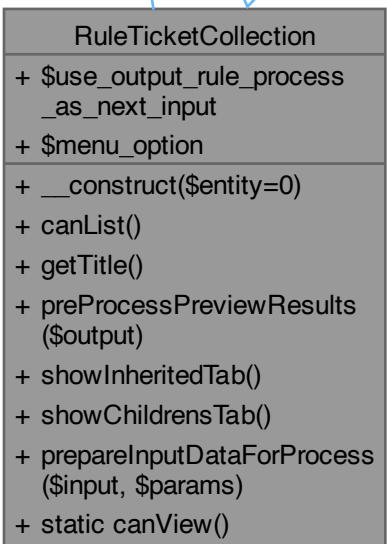 RuleTicketCollection
+ $use_output_rule_process
_as_next_input
+ $menu_option
+ __construct($entity=0)
+ canList()
+ getTitle()
+ preProcessPreviewResults
($output)
+ showInheritedTab()
+ showChildrensTab()
+ prepareInputDataForProcess
($input, $params)
+ static canView()